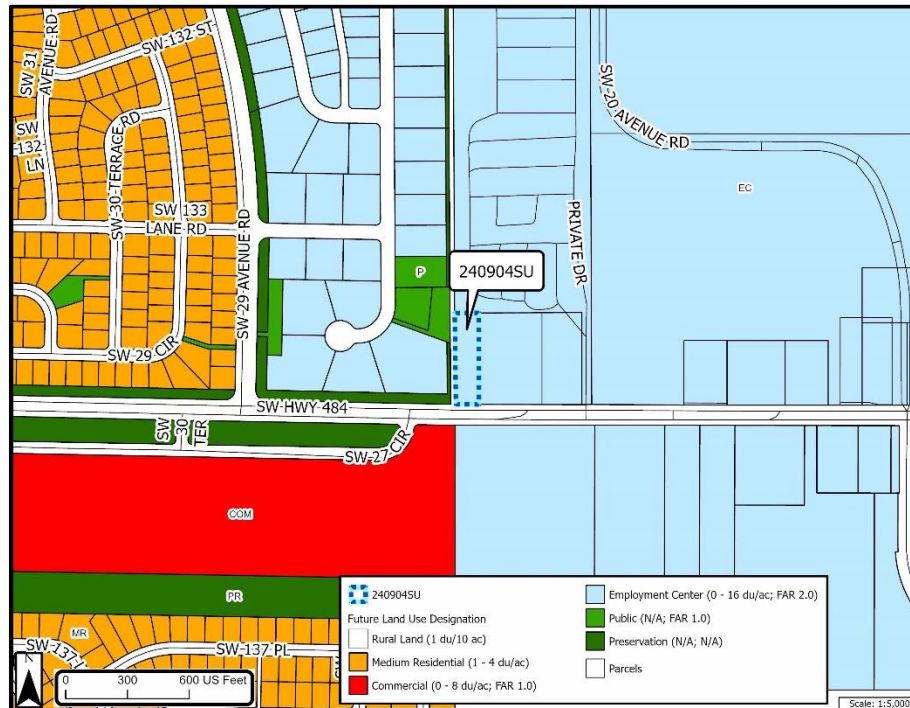 SW 31
AVENUE RD
SW-132 ST
SW
132
LN
SW-30-TERRACE RD
SW 133
LANE RD
SW-29-AVENUE RD
SW-29 CIR
SW-20-AVENUE RD
EC
PRIVATE DR
P
240904SU
SW HWY-484
SW
30
TER
SW-27-CIR
COM
PR
MR
SW-137 PL
N
0 300 600 US Feet
240904SU
Future Land Use Designation
Rural Land (1 du/10 ac)
Medium Residential (1 - 4 du/ac)
Commercial (0 - 8 du/ac; FAR 1.0)
Employment Center (0 - 16 du/ac; FAR 2.0)
Public (N/A; FAR 1.0)
Preservation (N/A; N/A)
Parcels
Scale: 1:5,000